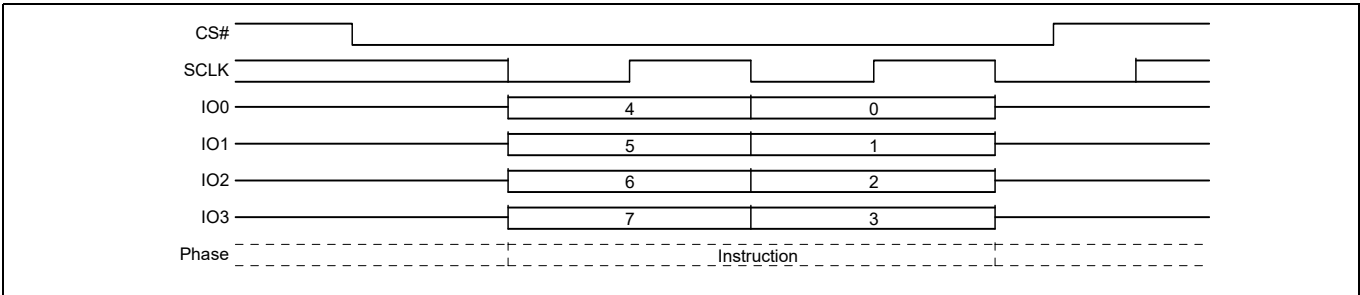 CS#
SCLK
IO0 4 0
IO1 5 1
IO2 6 2
IO3 7 3
Phase Instruction